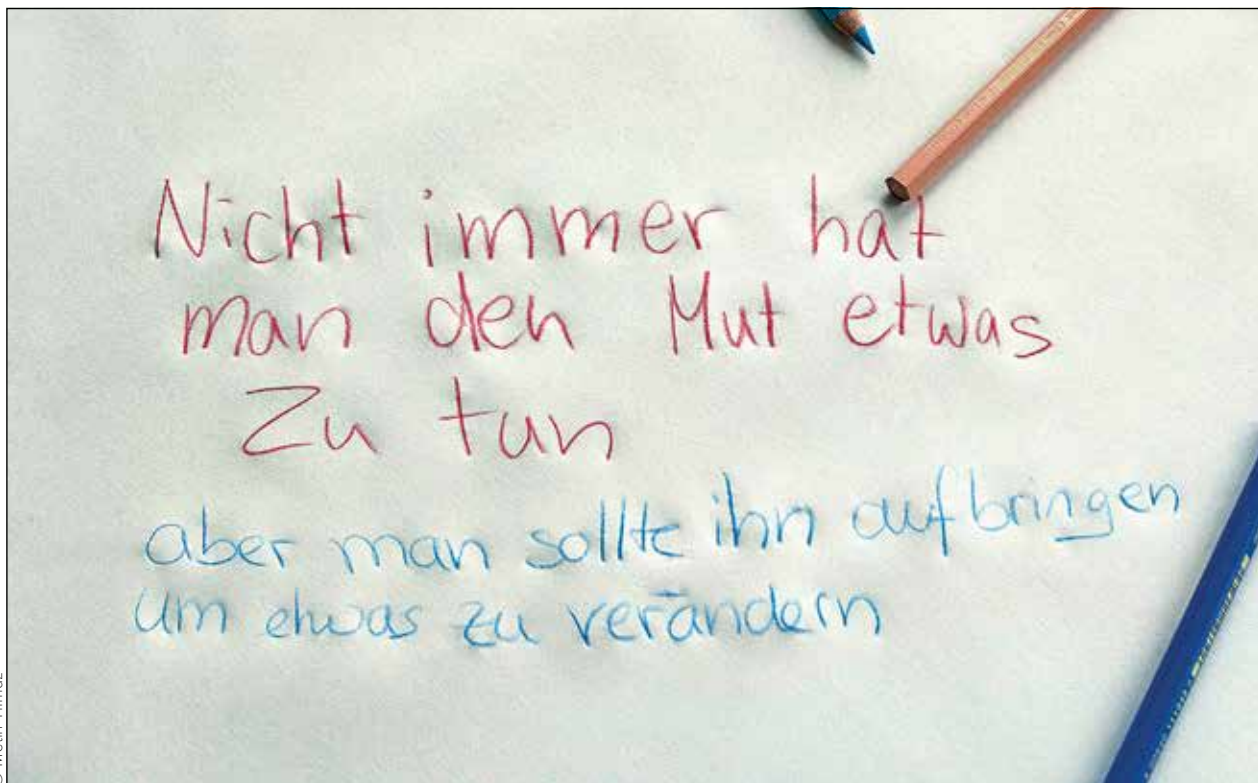 Nicht immer hat
man den Mut etwas
Zu tun
aber man sollte ihn aufbringen
um etwas zu verändern